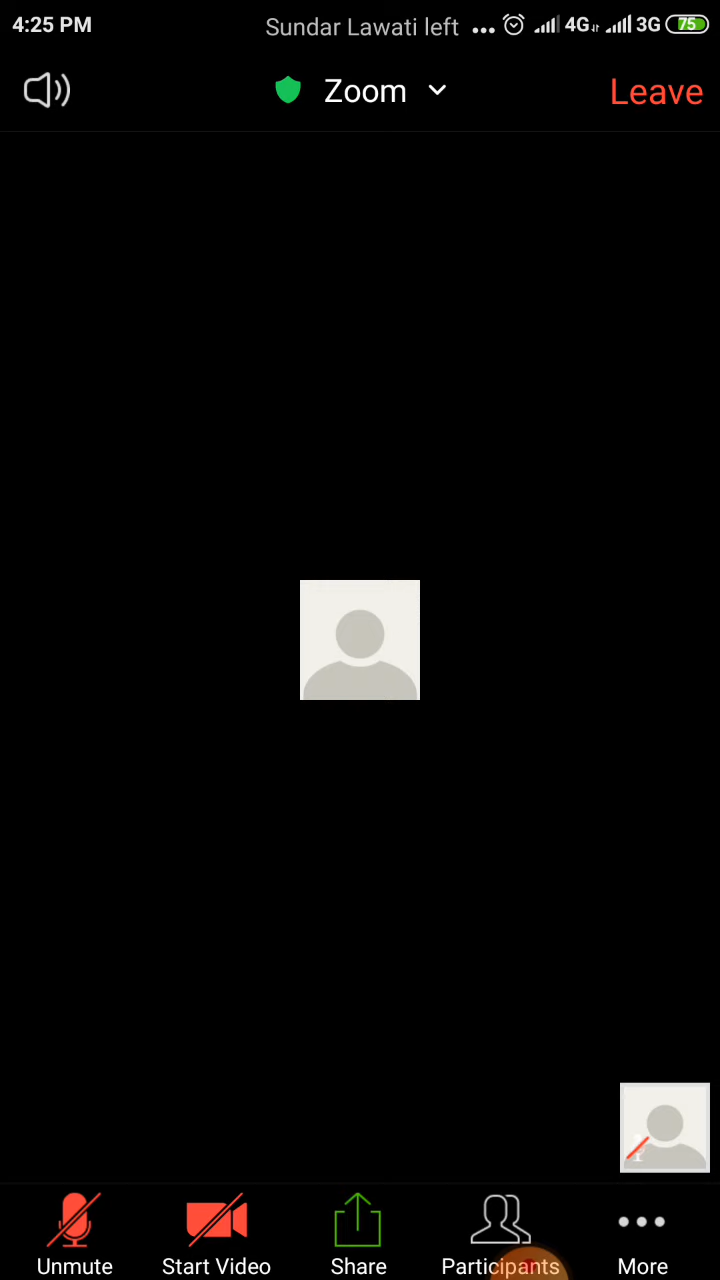 4:25 PM Sundar Lawati left ... 4G 3G 75
Zoom Leave
Unmute Start Video Share Participants More